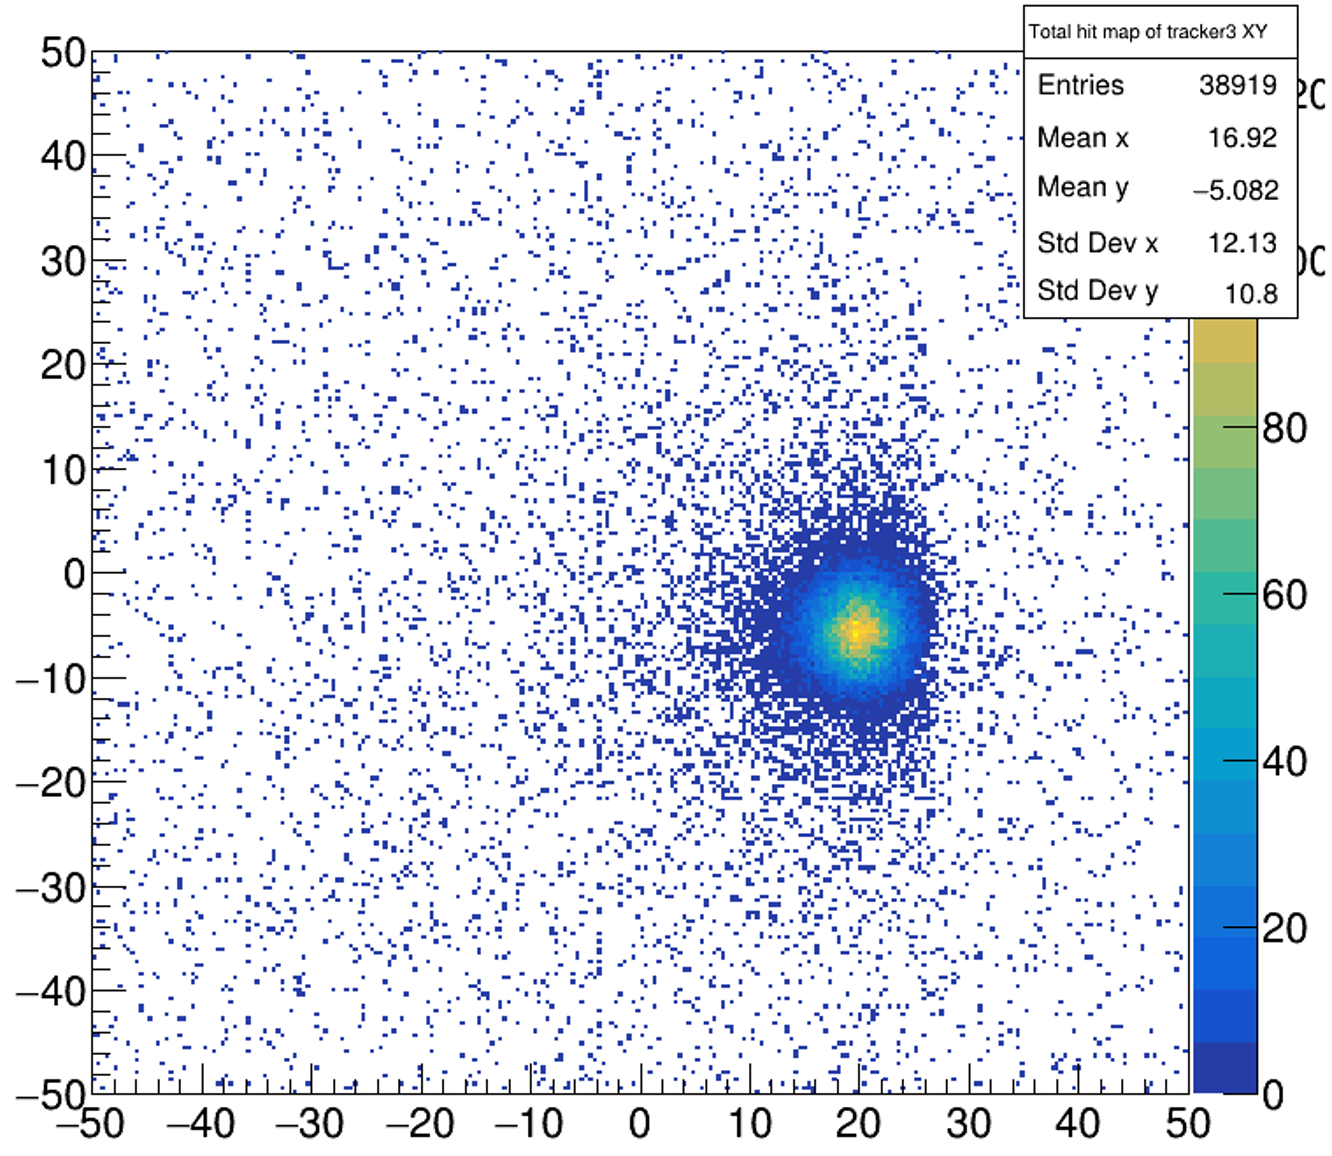 Total hit map of tracker3 XY
Entries 38919
Mean x 16.92
Mean y −5.082
Std Dev x 12.13
Std Dev y 10.8
50
40
30
20
10
0
−10
−20
−30
−40
−50
−50 −40 −30 −20 −10 0 10 20 30 40 50
80
60
40
20
0